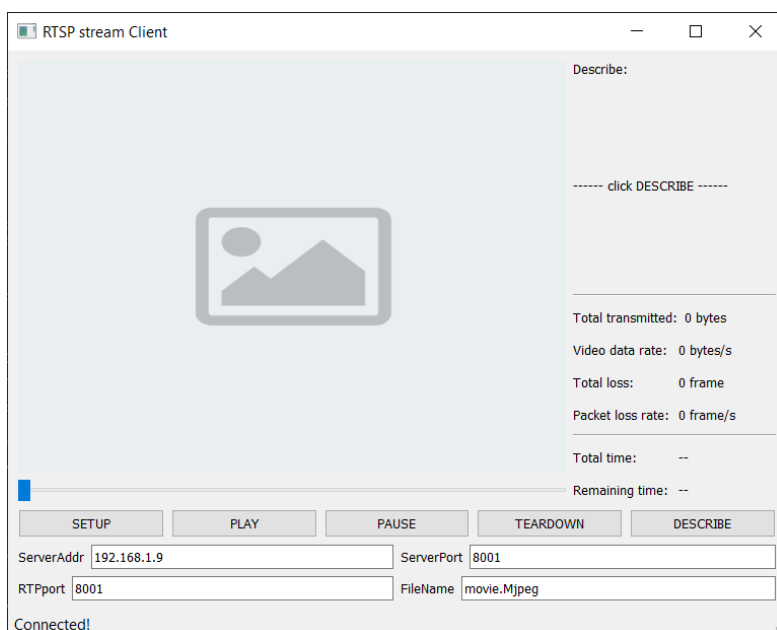 RTSP stream Client
Describe:
------ click DESCRIBE ------
Total transmitted: 0 bytes
Video data rate: 0 bytes/s
Total loss: 0 frame
Packet loss rate: 0 frame/s
Total time: --
Remaining time: --
SETUP PLAY PAUSE TEARDOWN DESCRIBE
ServerAddr 192.168.1.9 ServerPort 8001
RTPport 8001 FileName movie.Mjpeg
Connected!